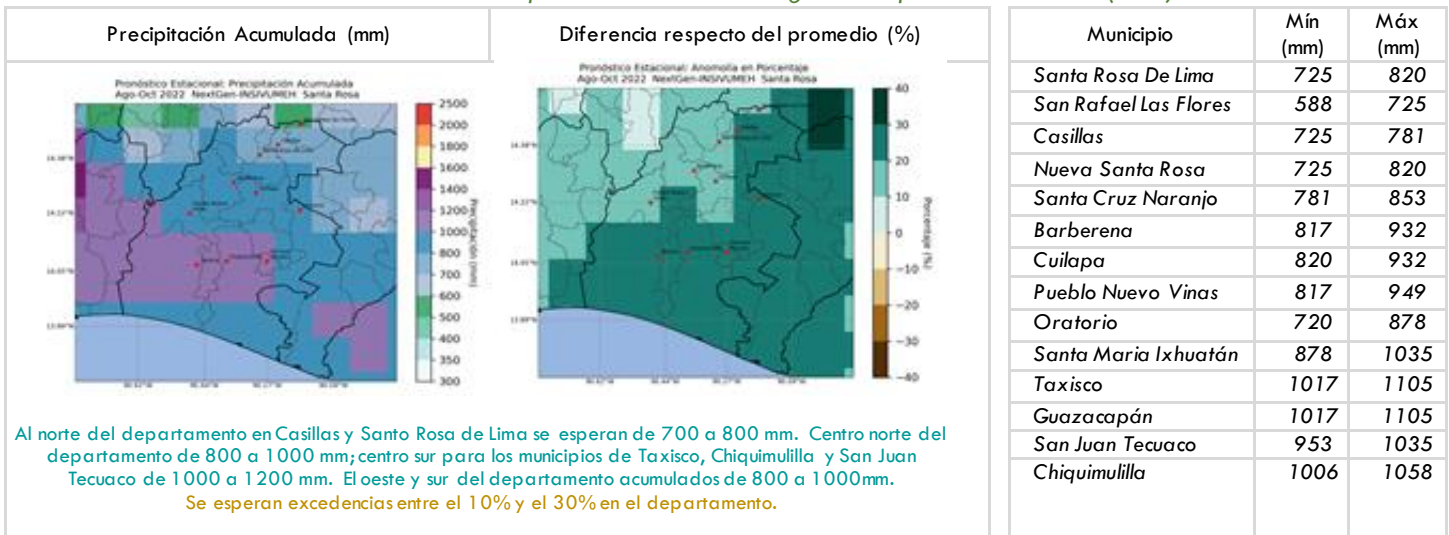 Precipitación Acumulada (mm)
Diferencia respecto del promedio (%)
Pronóstico Estacional: Precipitación Acumulada
Ago-Oct 2022 NextGen-INSIVUMEH Santa Rosa
2500
2000
1800
1600
1400
1200
1000
800
700
600
500
400
350
300
Precipitación (mm)
Pronóstico Estacional: Anomalía en Porcentaje
Ago-Oct 2022 NextGen-INSIVUMEH Santa Rosa
40
30
20
10
0
−10
−20
−30
−40
Porcentaje (%)
Al norte del departamento en Casillas y Santo Rosa de Lima se esperan de 700 a 800 mm. Centro norte del
departamento de 800 a 1000 mm; centro sur para los municipios de Taxisco, Chiquimulilla y San Juan
Tecuaco de 1000 a 1200 mm. El oeste y sur del departamento acumulados de 800 a 1000mm.
Se esperan excedencias entre el 10% y el 30% en el departamento.
Municipio Mín (mm) Máx (mm)
Santa Rosa De Lima 725 820
San Rafael Las Flores 588 725
Casillas 725 781
Nueva Santa Rosa 725 820
Santa Cruz Naranjo 781 853
Barberena 817 932
Cuilapa 820 932
Pueblo Nuevo Vinas 817 949
Oratorio 720 878
Santa Maria Ixhuatán 878 1035
Taxisco 1017 1105
Guazacapán 1017 1105
San Juan Tecuaco 953 1035
Chiquimulilla 1006 1058